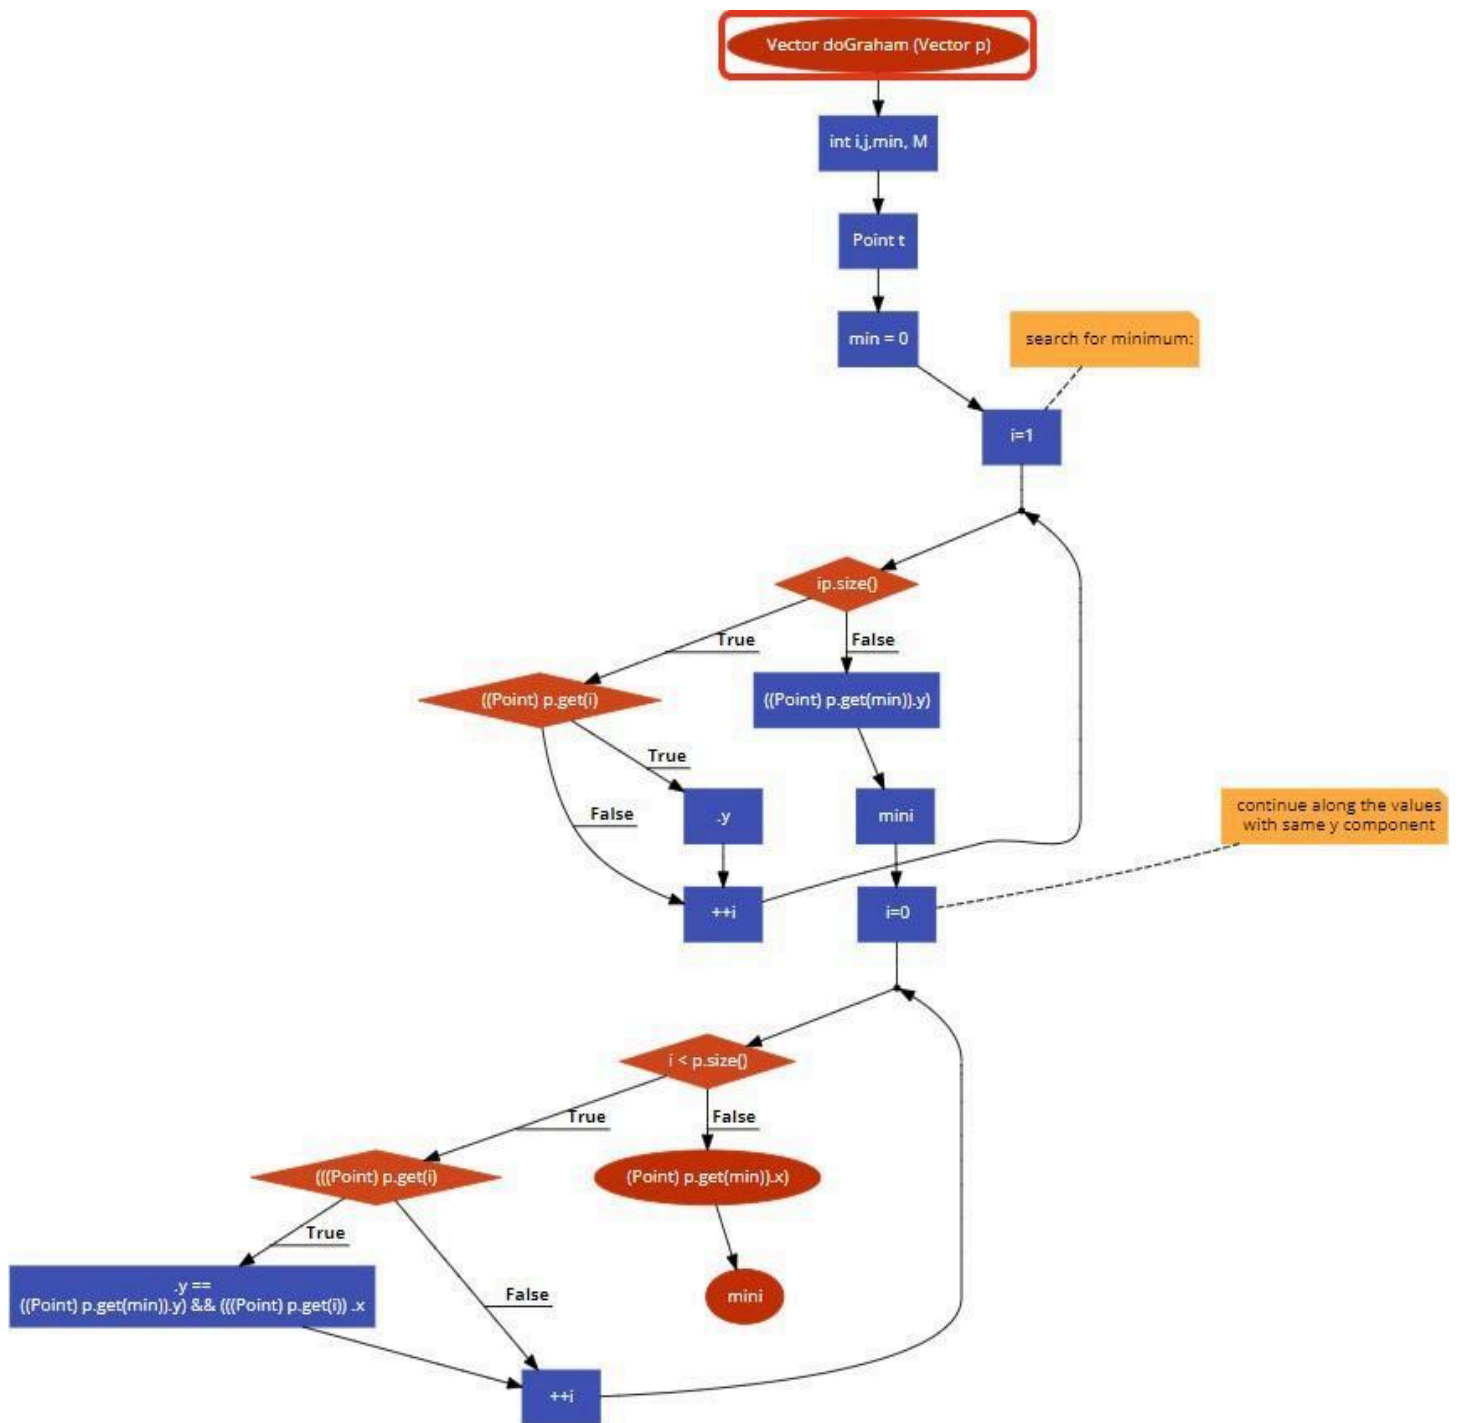 Vector doGraham (Vector p)
int i,j,min, M
Point t
min = 0
search for minimum:
i=1
ip.size()
True
False
((Point) p.get(i)
((Point) p.get(min)).y)
True
False
.y
mini
continue along the values
with same y component
++i
i=0
i < p.size()
True
False
(((Point) p.get(i)
(Point) p.get(min)).x)
True
False
.y ==
((Point) p.get(min)).y) && (((Point) p.get(i)) .x
mini
++i